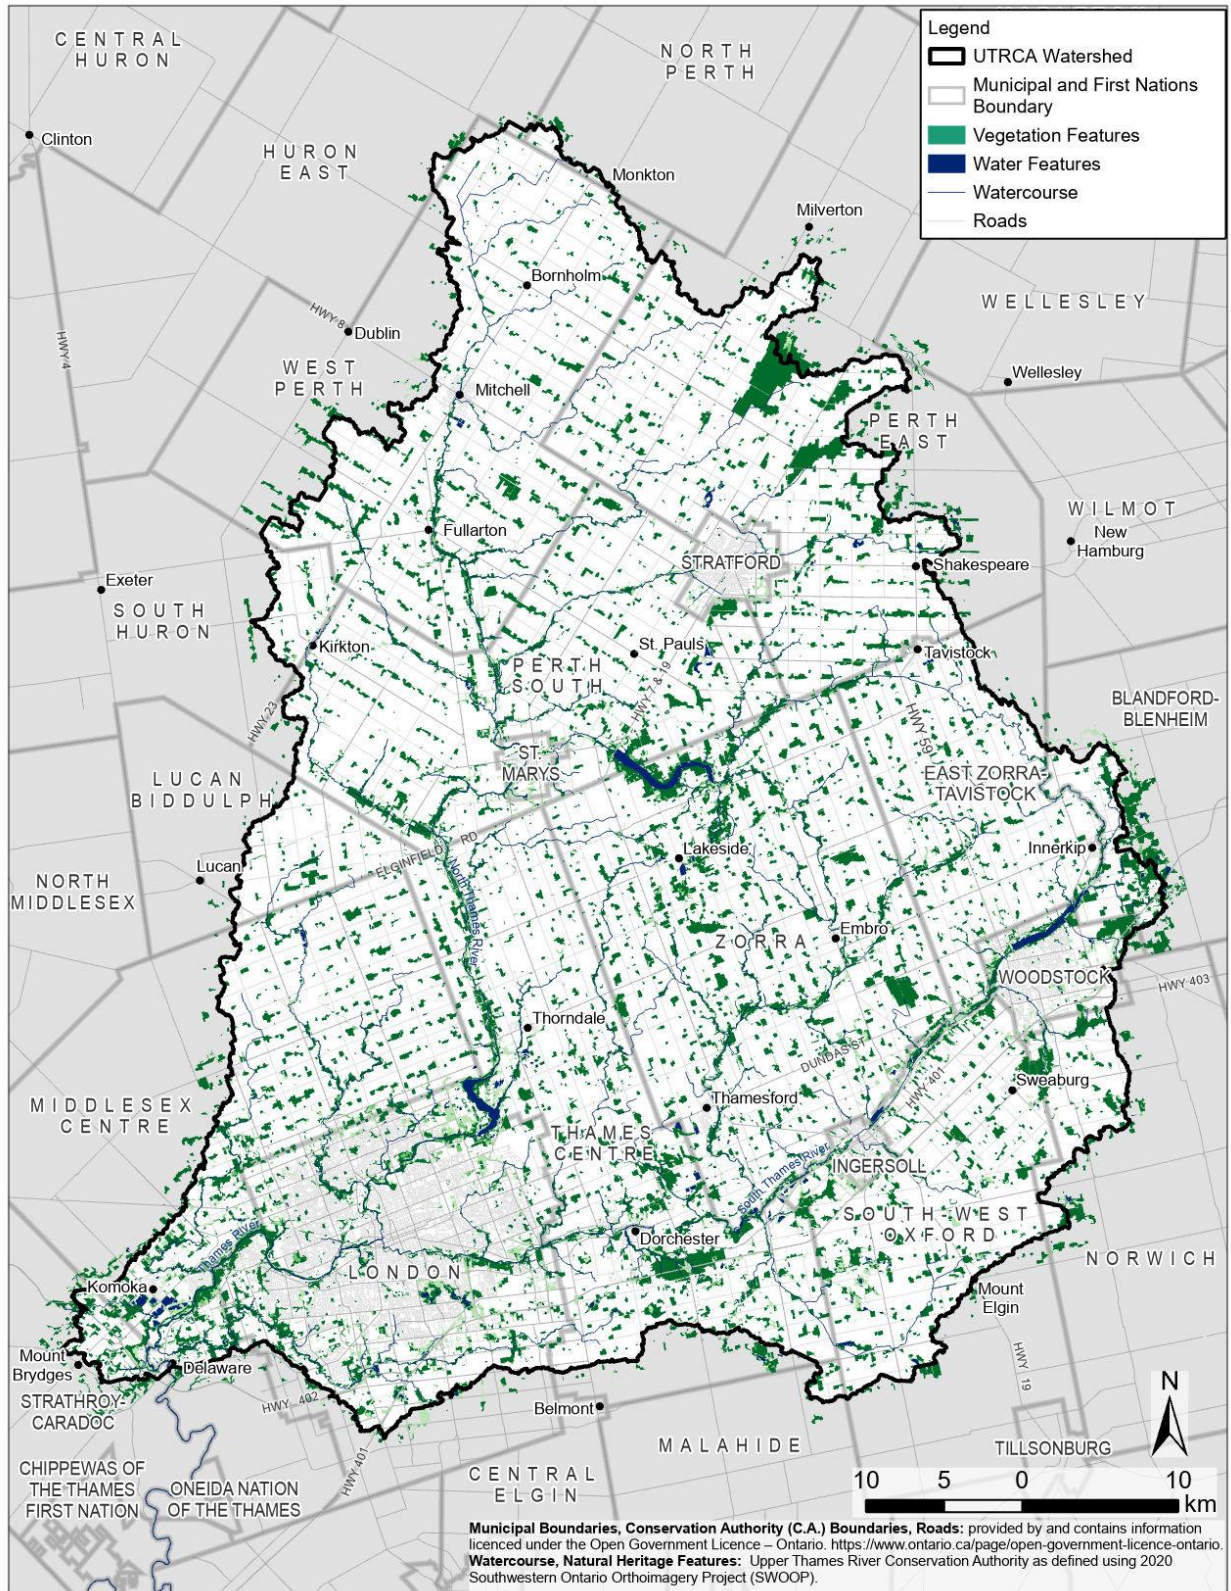 CENTRAL
HURON
NORTH
PERTH
Legend
UTRCA Watershed
Municipal and First Nations
Boundary
Vegetation Features
Water Features
Watercourse
Roads
Clinton
HURON
EAST
Monkton
Milverton
Bornholm
WELLESLEY
HWY 8
Dublin
HWY 4
WEST
PERTH
Mitchell
Wellesley
PERTH
EAST
WILMOT
New
Hamburg
Fullarton
STRATFORD
Shakespeare
Exeter
SOUTH
HURON
Kirkton
St. Pauls
Tavistock
PERTH
SOUTH
HWY 7 & 19
HWY 23
HWY 59
BLANDFORD-
BLENHEIM
ST.
MARYS
LUCAN
BIDDULPH
EAST ZORRA-
TAVISTOCK
ELGINFIELD RD
Lakeside
Innerkip
Lucan
NORTH
MIDDLESEX
North Thames River
ZORRA
Embro
WOODSTOCK
HWY 403
Thorndale
DUNDAS ST
HWY 401
Sweaburg
MIDDLESEX
CENTRE
Thamesford
THAMES
CENTRE
INGERSOLL
South Thames River
SOUTH-WEST
OXFORD
Thames River
Dorchester
NORWICH
LONDON
Komoka
Mount
Elgin
Mount
Brydges
Delaware
HWY 19
STRATHROY-
CARADOC
HWY 402
Belmont
N
HWY 401
MALAHIDE
TILLSONBURG
CHIPPEWAS OF
THE THAMES
FIRST NATION
ONEIDA NATION
OF THE THAMES
CENTRAL
ELGIN
10 5 0 10
km
Municipal Boundaries, Conservation Authority (C.A.) Boundaries, Roads: provided by and contains information
licenced under the Open Government Licence – Ontario. https://www.ontario.ca/page/open-government-licence-ontario.
Watercourse, Natural Heritage Features: Upper Thames River Conservation Authority as defined using 2020
Southwestern Ontario Orthoimagery Project (SWOOP).